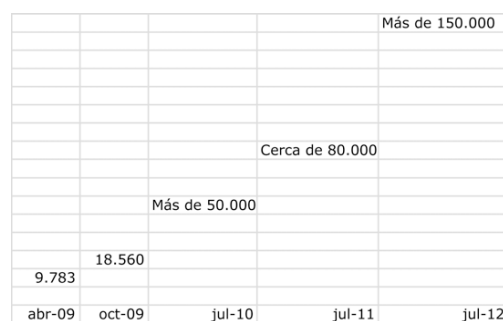 Más de 150.000
Cerca de 80.000
Más de 50.000
18.560
9.783
abr-09 oct-09 jul-10 jul-11 jul-12